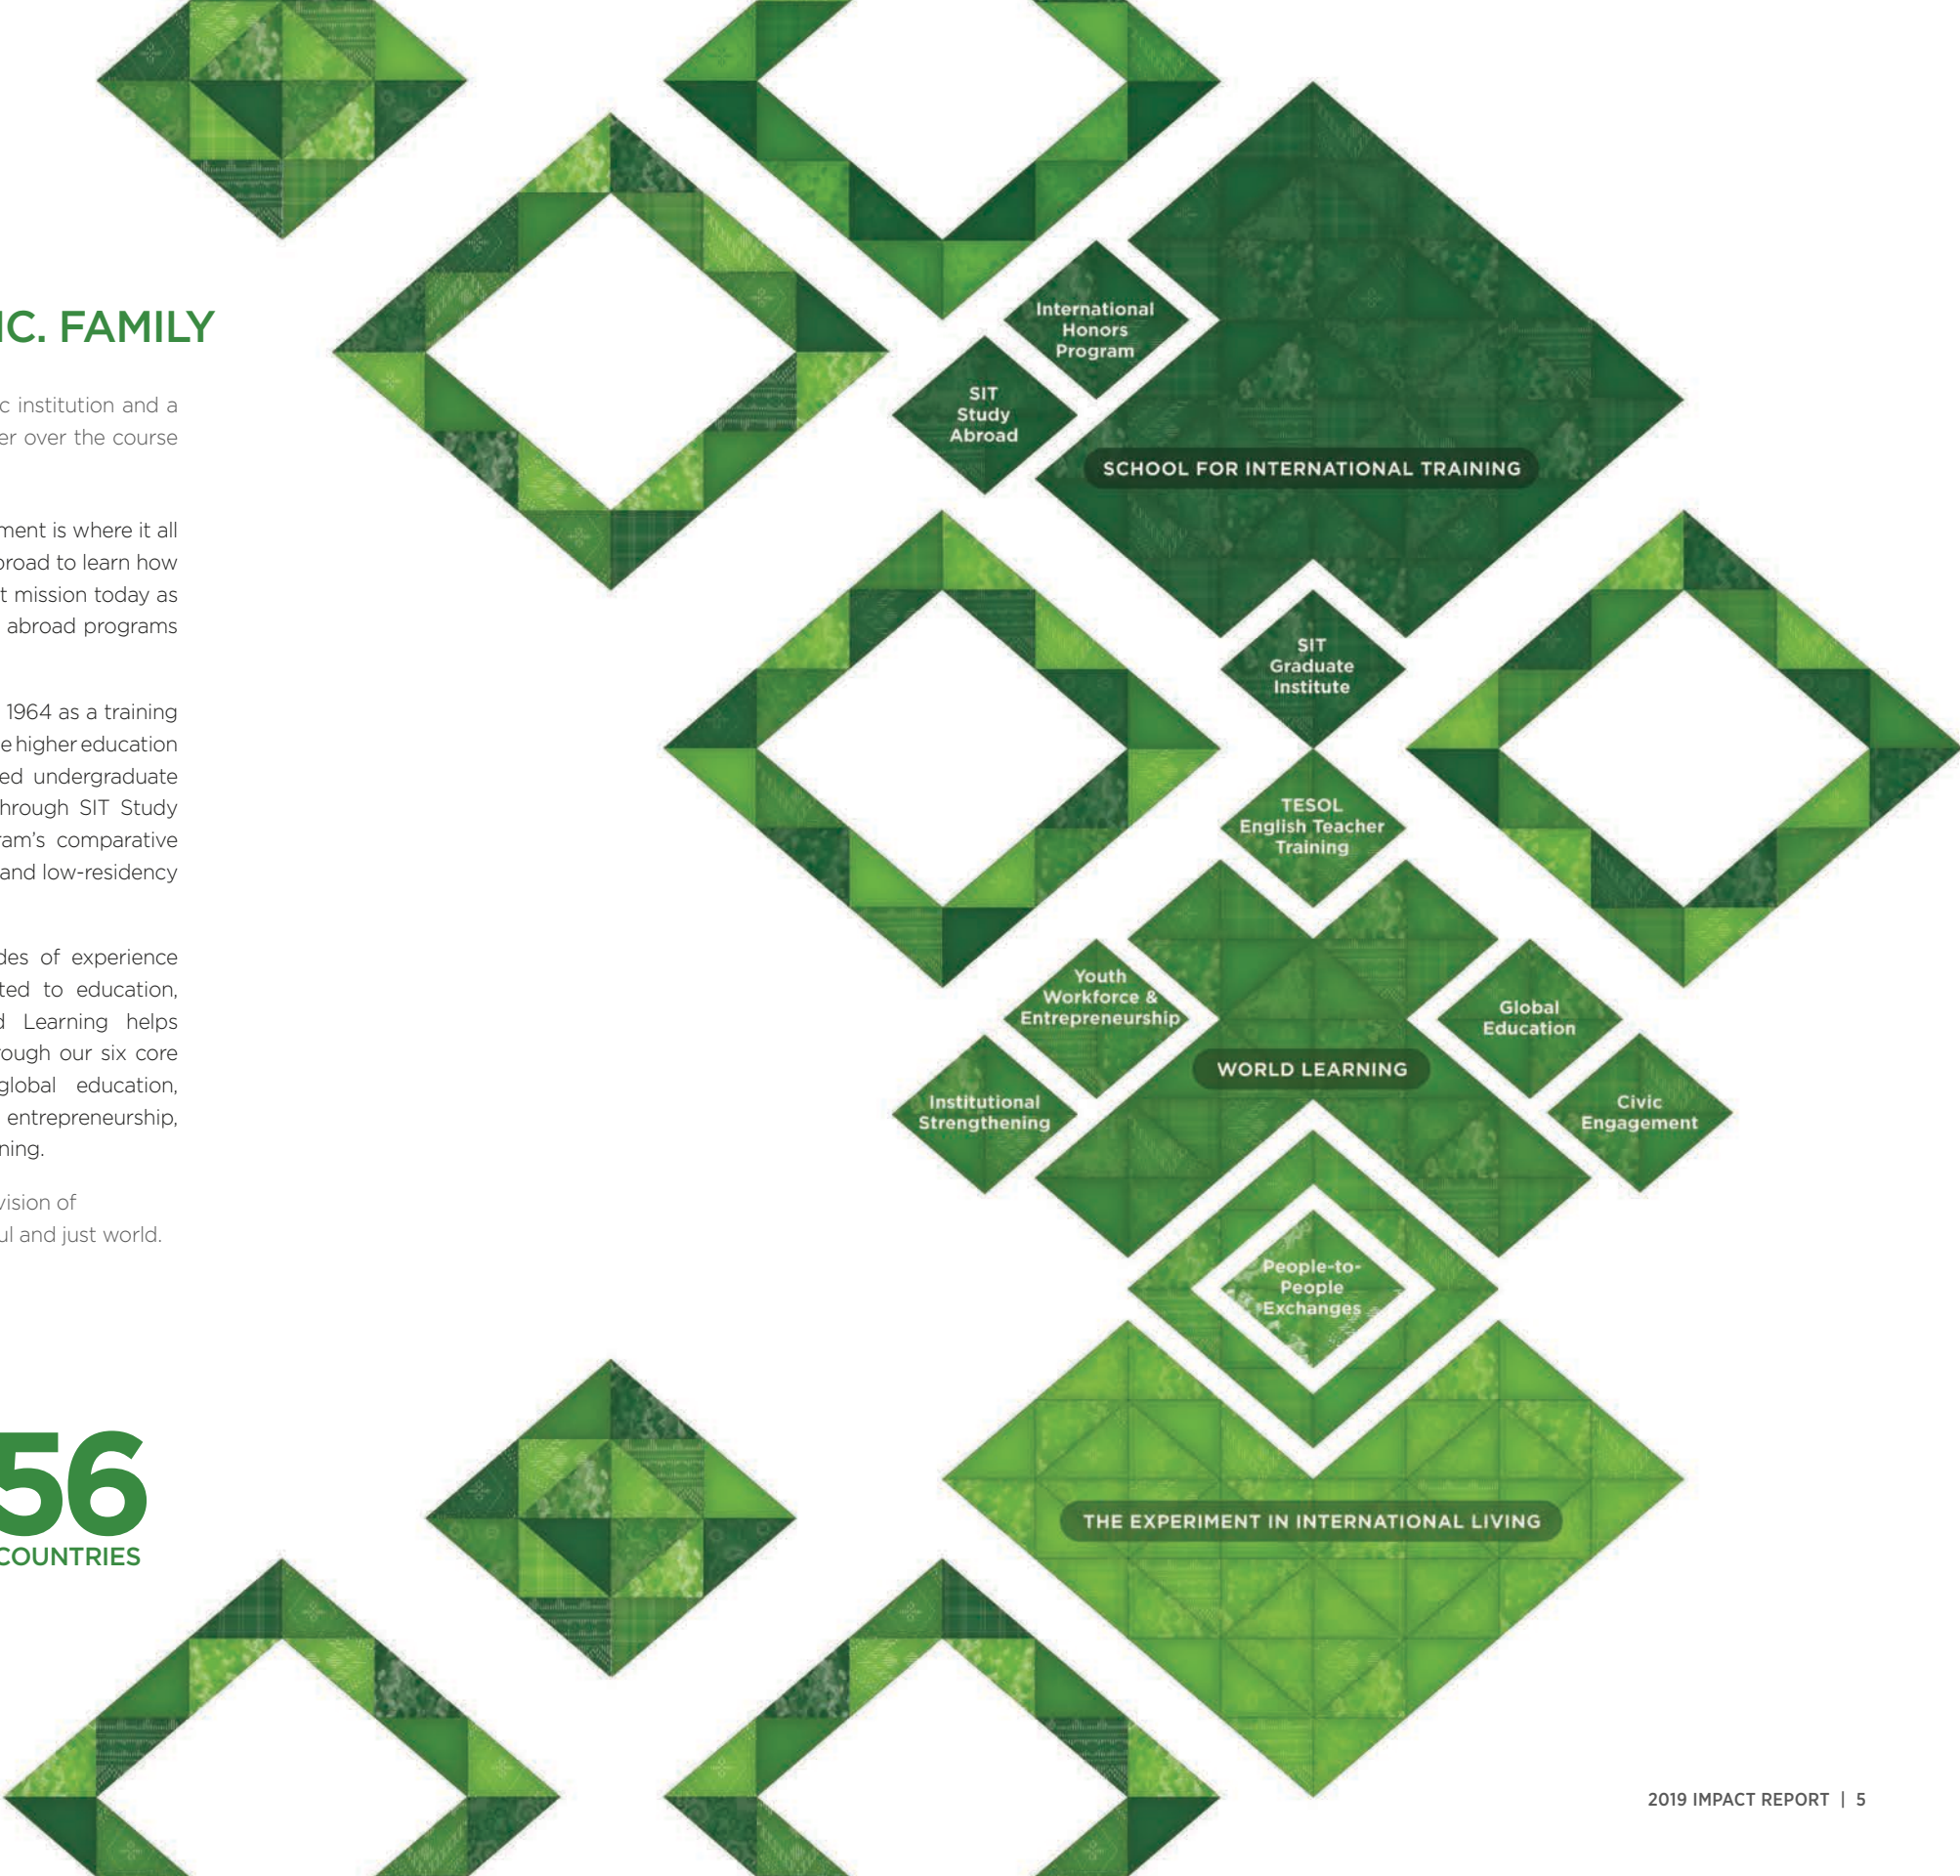 IC. FAMILY
c institution and a
er over the course
ment is where it all
broad to learn how
t mission today as
abroad programs
1964 as a training
e higher education
ed undergraduate
hrough SIT Study
ram's comparative
and low-residency
des of experience
ted to education,
d Learning helps
rough our six core
global education,
entrepreneurship,
ning.
vision of
ul and just world.
56
COUNTRIES
International
Honors
Program
SIT
Study
Abroad
SCHOOL FOR INTERNATIONAL TRAINING
SIT
Graduate
Institute
TESOL
English Teacher
Training
Youth
Workforce &
Entrepreneurship
Global
Education
WORLD LEARNING
Institutional
Strengthening
Civic
Engagement
People-to-
People
Exchanges
THE EXPERIMENT IN INTERNATIONAL LIVING
2019 IMPACT REPORT | 5